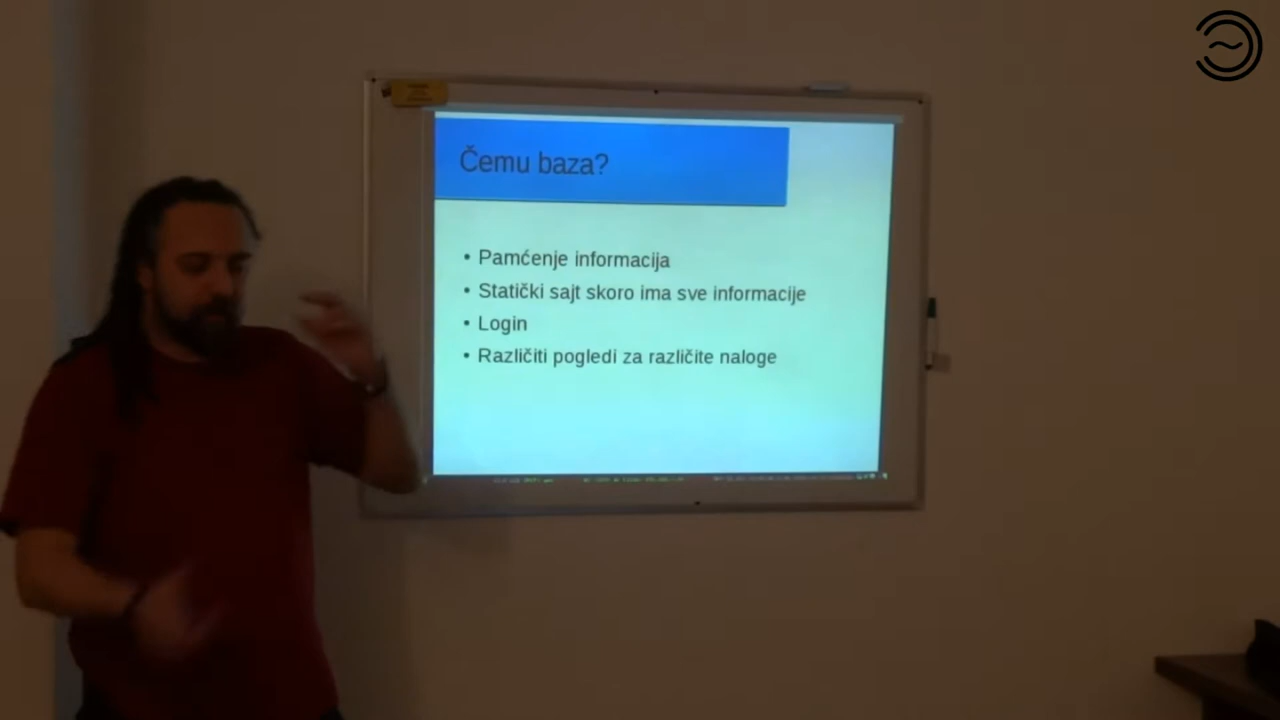 Čemu baza?
• Pamćenje informacija
• Statički sajt skoro ima sve informacije
• Login
• Različiti pogledi za različite naloge